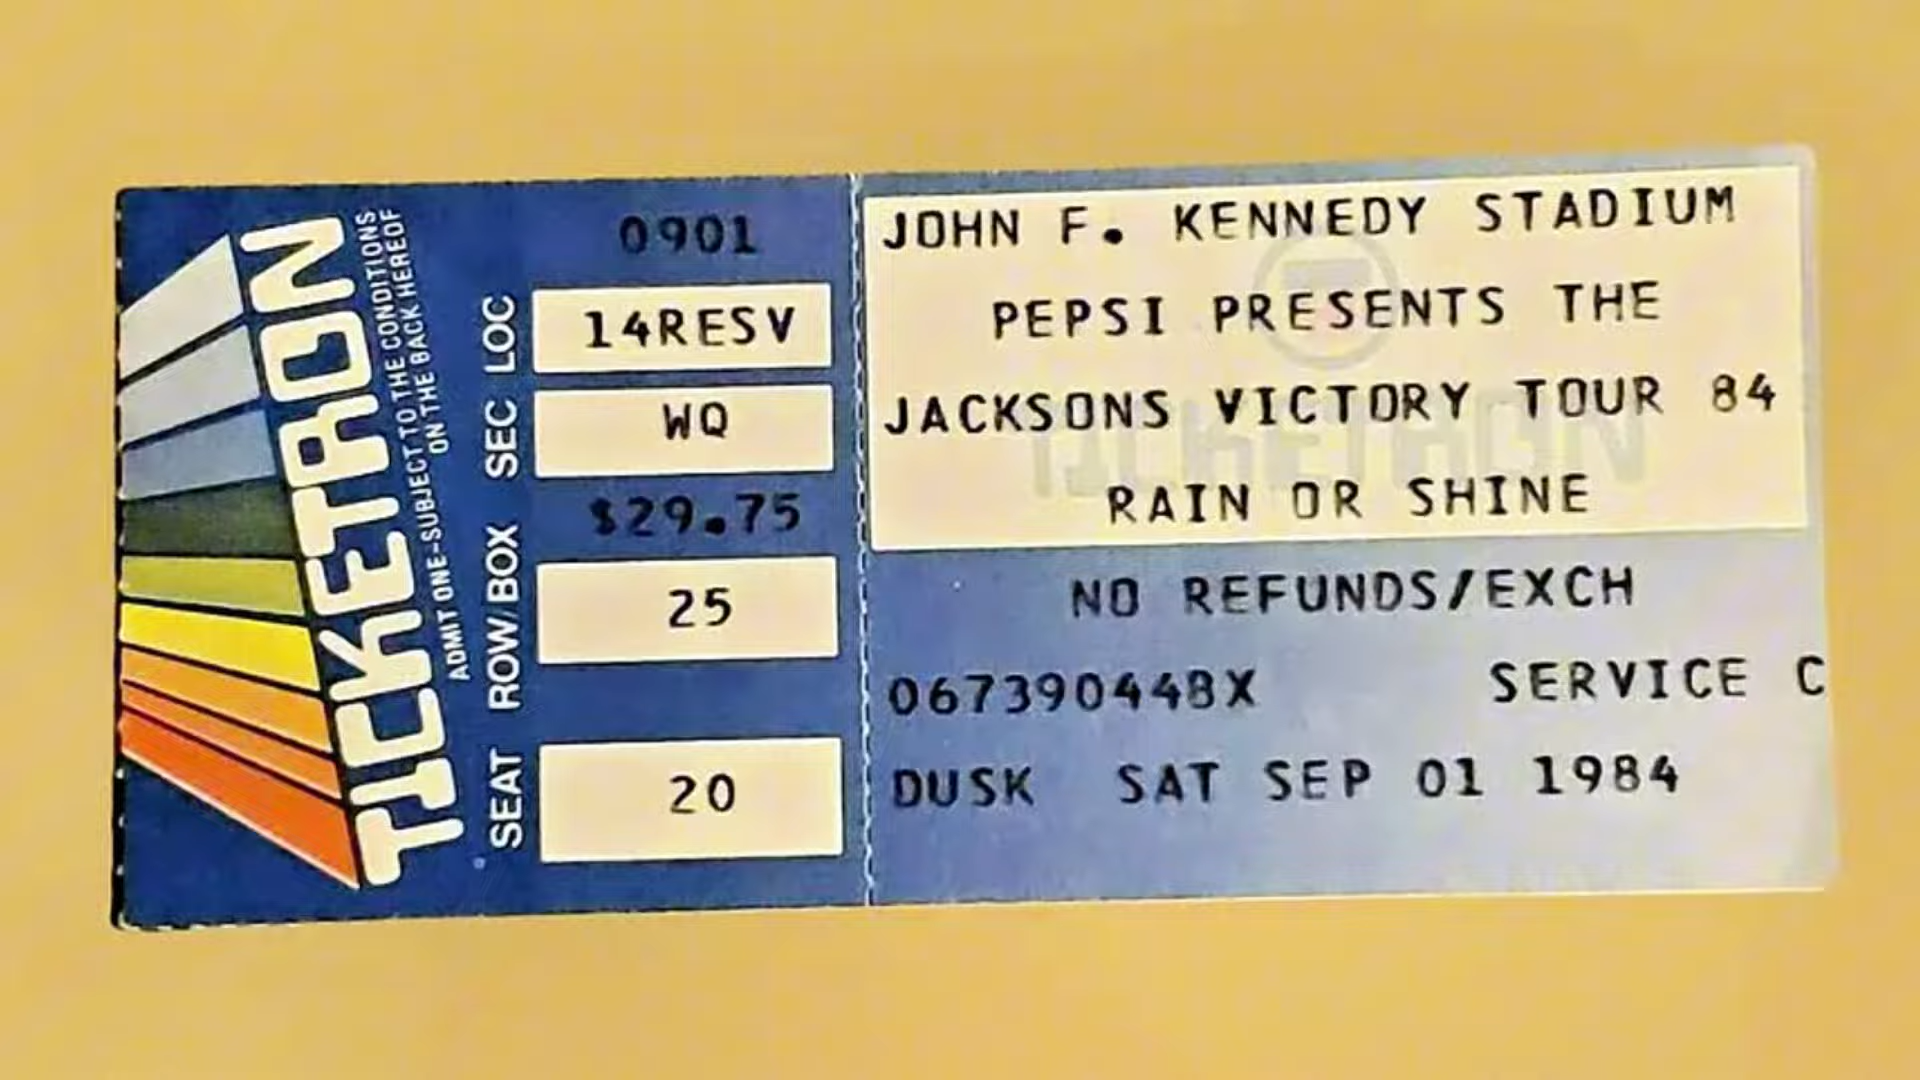 TICKETRON
ADMIT ONE-SUBJECT TO THE CONDITIONS
ON THE BACK HEREOF
0901
LOC 14RESV
SEC WQ
$29.75
ROW/BOX 25
SEAT 20
JOHN F. KENNEDY STADIUM
PEPSI PRESENTS THE
JACKSONS VICTORY TOUR 84
RAIN OR SHINE
NO REFUNDS/EXCH
067390448X SERVICE C
DUSK SAT SEP 01 1984
TICKETRON